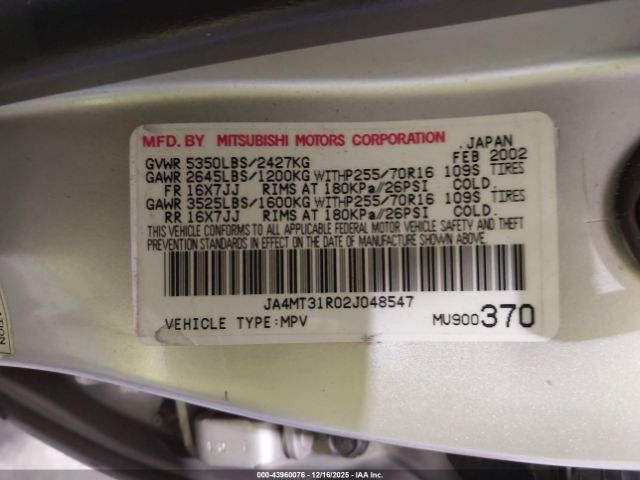 MFD. BY MITSUBISHI MOTORS CORPORATION JAPAN
GVWR 5350LBS/2427KG FEB 2002
GAWR 2645LBS/1200KG WITHP255/70R16 109S TIRES
FR 16X7JJ RIMS AT 180KPa//26PSI COLD.
GAWR 3525LBS/1600KG WITHP255/70R16 109S TIRES
RR 16X7JJ RIMS AT 180KPa//26PSI COLD.
THIS VEHICLE CONFORMS TO ALL APPLICABLE FEDERAL MOTOR VEHICLE SAFETY AND THEFT
PREVENTION STANDARDS IN EFFECT ON THE DATE OF MANUFACTURE SHOWN ABOVE.
JA4MT31R02J048547
VEHICLE TYPE:MPV MU900370
000-43960076 - 12/16/2025 - IAAI, Inc.